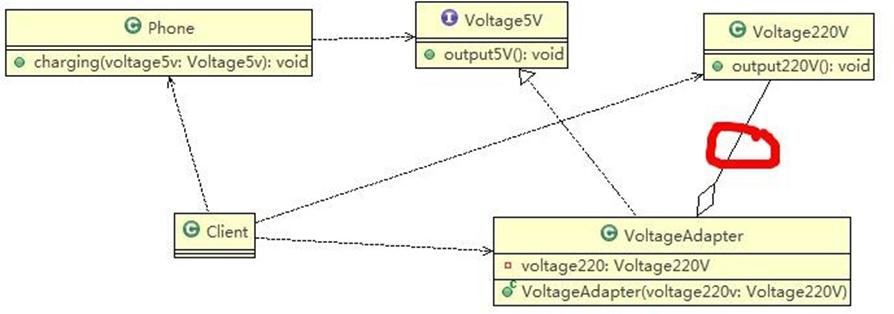 Phone
charging(voltage5v: Voltage5v): void
Voltage5V
output5V(): void
Voltage220V
output220V(): void
Client
VoltageAdapter
voltage220: Voltage220V
VoltageAdapter(voltage220v: Voltage220V)